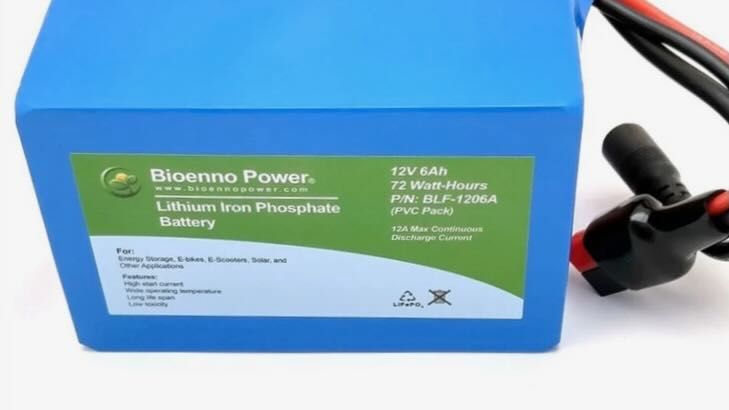 Bioenno Power®
www.bioennopower.com
Lithium Iron Phosphate
Battery
12V 6Ah
72 Watt-Hours
P/N: BLF-1206A
(PVC Pack)
12A Max Continuous
Discharge Current
For:
Energy Storage, E-bikes, E-Scooters, Solar, and
Other Applications
Features:
High start current
Wide operating temperature
Long life span
Low toxicity
LiFePO₄